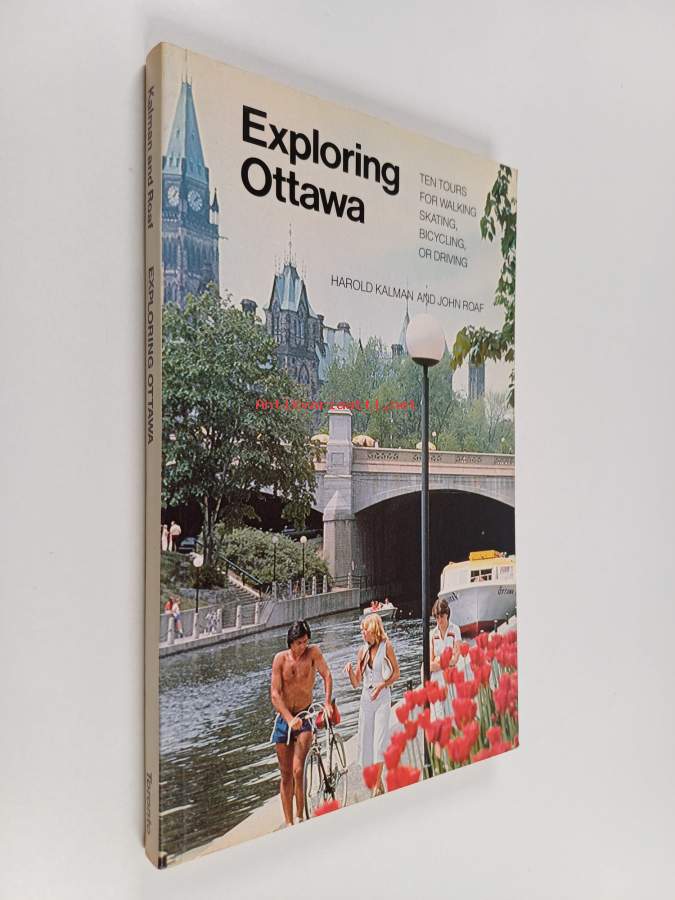 Exploring
Ottawa
TEN TOURS
FOR WALKING
SKATING,
BICYCLING,
OR DRIVING
HAROLD KALMAN AND JOHN ROAF
Kalman and Roaf EXPLORING OTTAWA Toronto
Antikvariaatti.net
OTTAWA